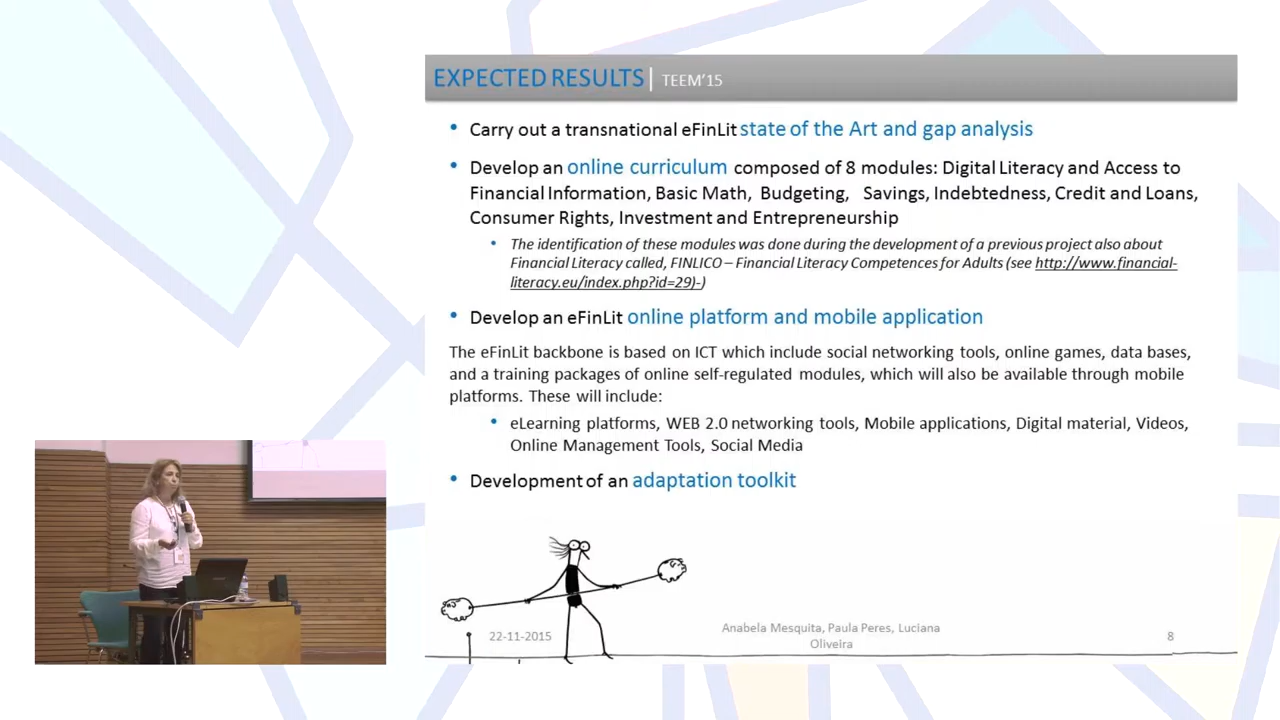 EXPECTED RESULTS| TEEM'15
• Carry out a transnational eFinLit state of the Art and gap analysis
• Develop an online curriculum composed of 8 modules: Digital Literacy and Access to
Financial Information, Basic Math, Budgeting, Savings, Indebtedness, Credit and Loans,
Consumer Rights, Investment and Entrepreneurship
• The identification of these modules was done during the development of a previous project also about
Financial Literacy called, FINLICO – Financial Literacy Competences for Adults (see http://www.financial-
literacy.eu/index.php?id=29)-)
• Develop an eFinLit online platform and mobile application
The eFinLit backbone is based on ICT which include social networking tools, online games, data bases,
and a training packages of online self-regulated modules, which will also be available through mobile
platforms. These will include:
• eLearning platforms, WEB 2.0 networking tools, Mobile applications, Digital material, Videos,
Online Management Tools, Social Media
• Development of an adaptation toolkit
22-11-2015
Anabela Mesquita, Paula Peres, Luciana
Oliveira
8